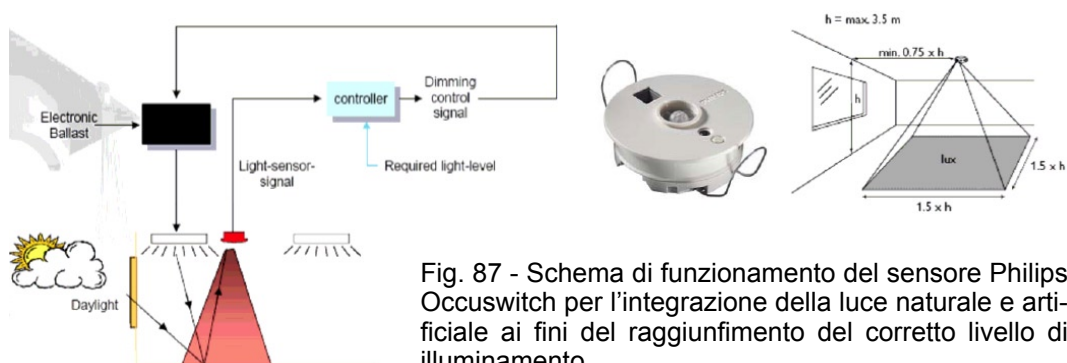 h = max. 3.5 m
min. 0.75 x h
h
lux
1.5 x h
1.5 x h
Electronic
Ballast
controller
Dimming
control
signal
Light-sensor-
signal
Required light-level
Daylight
Fig. 87 - Schema di funzionamento del sensore Philips
Occuswitch per l’integrazione della luce naturale e arti-
ficiale ai fini del raggiunfimento del corretto livello di
illuminamento